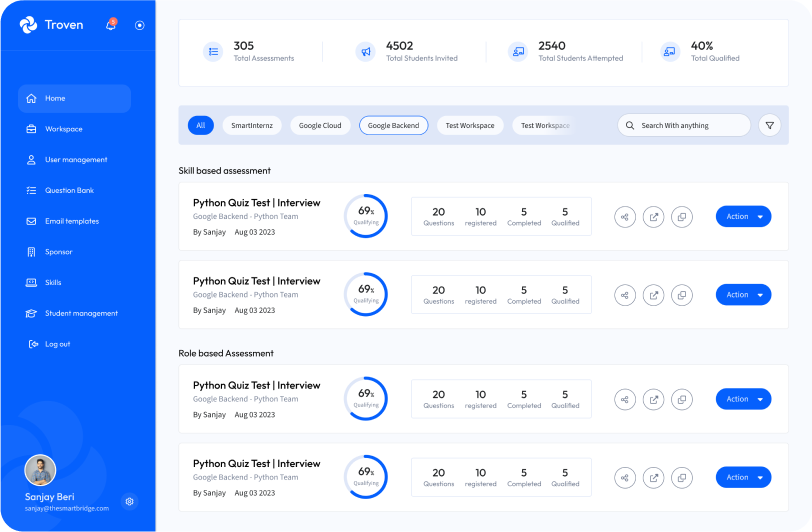 Troven
Home
Workspace
User management
Question Bank
Email templates
Sponsor
Skills
Student management
Log out
Sanjay Beri
sanjay@thesmartbridge.com
305
Total Assessments
4502
Total Students Invited
2540
Total Students Attempted
40%
Total Qualified
All
SmartInternz
Google Cloud
Google Backend
Test Workspace
Test Workspace
Search With anything
Skill based assessment
Python Quiz Test | Interview
Google Backend - Python Team
By Sanjay Aug 03 2023
69%
Qualifying
20 10 5 5
Questions registered Completed Qualified
Action
Python Quiz Test | Interview
Google Backend - Python Team
By Sanjay Aug 03 2023
69%
Qualifying
20 10 5 5
Questions registered Completed Qualified
Action
Role based Assessment
Python Quiz Test | Interview
Google Backend - Python Team
By Sanjay Aug 03 2023
69%
Qualifying
20 10 5 5
Questions registered Completed Qualified
Action
Python Quiz Test | Interview
Google Backend - Python Team
By Sanjay Aug 03 2023
69%
Qualifying
20 10 5 5
Questions registered Completed Qualified
Action